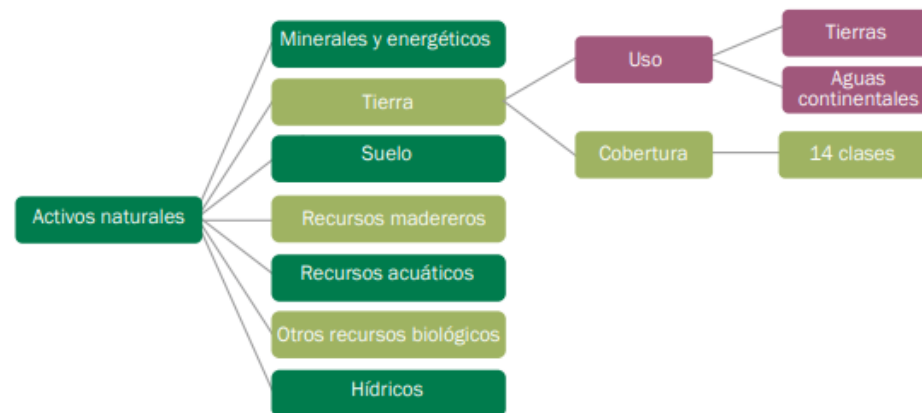 Minerales y energéticos
Tierra
Suelo
Activos naturales
Recursos madereros
Recursos acuáticos
Otros recursos biológicos
Hídricos
Uso
Cobertura
Tierras
Aguas
continentales
14 clases